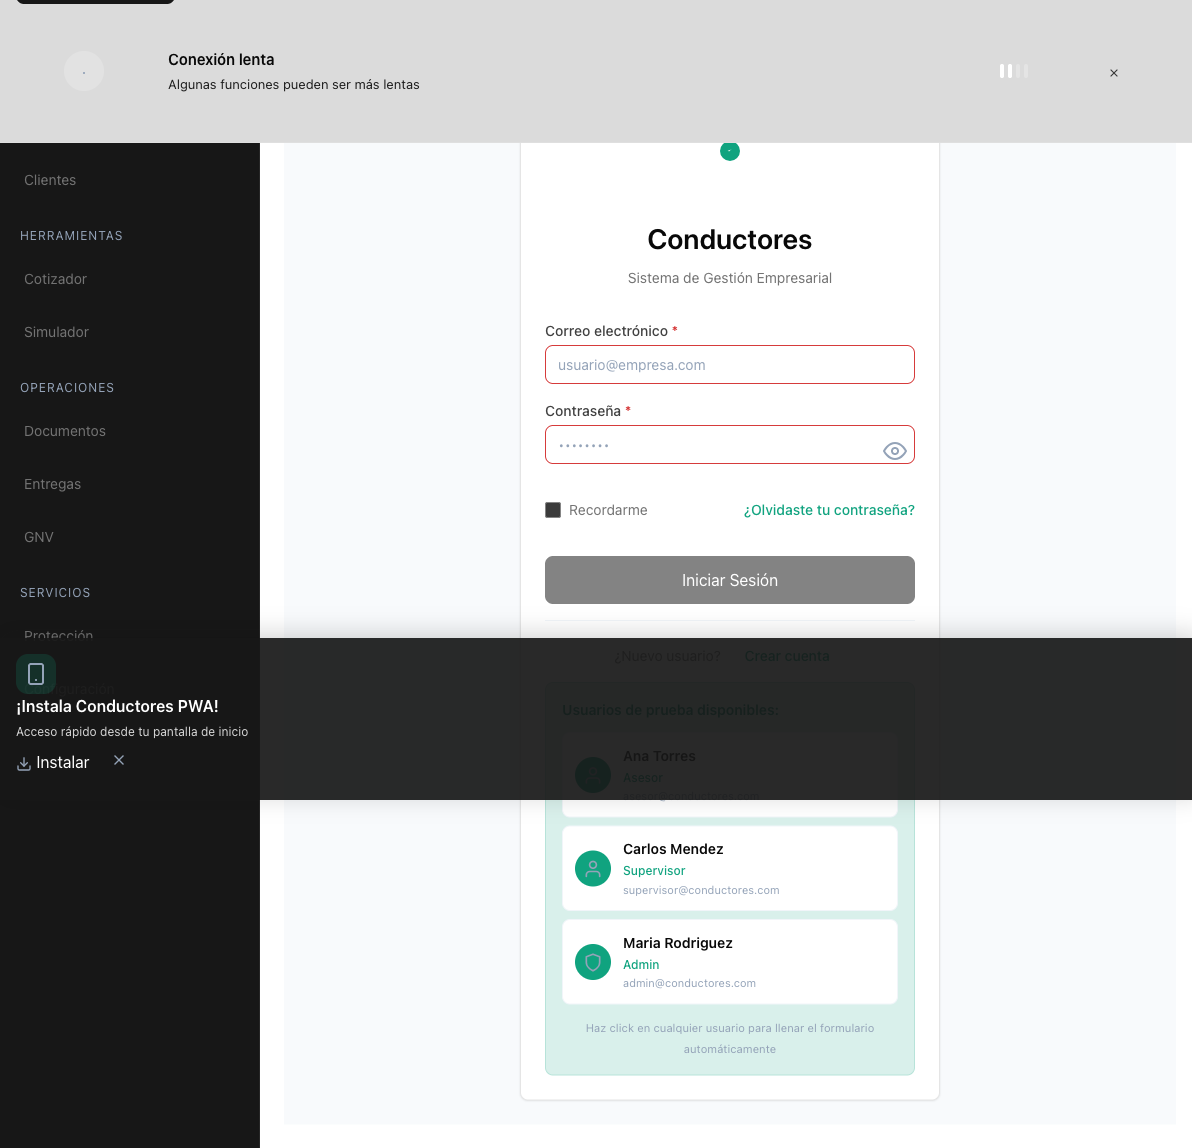 Conexión lenta
Algunas funciones pueden ser más lentas
×
Clientes
HERRAMIENTAS
Cotizador
Simulador
OPERACIONES
Documentos
Entregas
GNV
SERVICIOS
Protección
Configuración
¡Instala Conductores PWA!
Acceso rápido desde tu pantalla de inicio
Instalar
Conductores
Sistema de Gestión Empresarial
Correo electrónico *
usuario@empresa.com
Contraseña *
••••••••
Recordarme
¿Olvidaste tu contraseña?
Iniciar Sesión
¿Nuevo usuario? Crear cuenta
Usuarios de prueba disponibles:
Ana Torres
Asesor
Carlos Mendez
Supervisor
supervisor@conductores.com
Maria Rodriguez
Admin
admin@conductores.com
Haz click en cualquier usuario para llenar el formulario
automáticamente